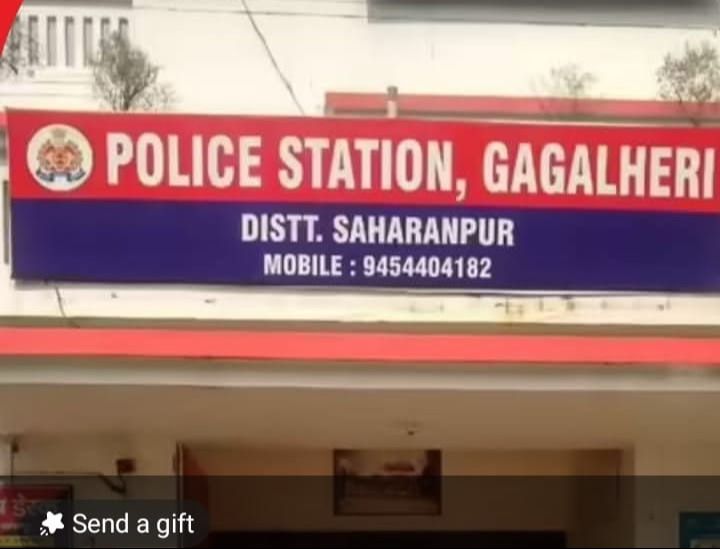 POLICE STATION, GAGALHERI
DISTT. SAHARANPUR
MOBILE : 9454404182
Send a gift